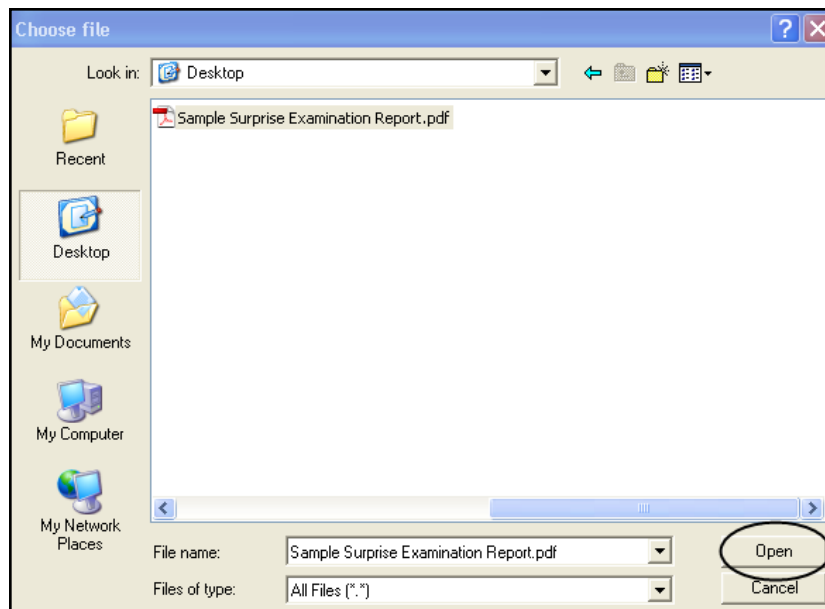 Choose file
?
Look in: Desktop
Sample Surprise Examination Report.pdf
Recent
Desktop
My Documents
My Computer
My Network
Places
File name: Sample Surprise Examination Report.pdf Open
Files of type: All Files (*.*) Cancel